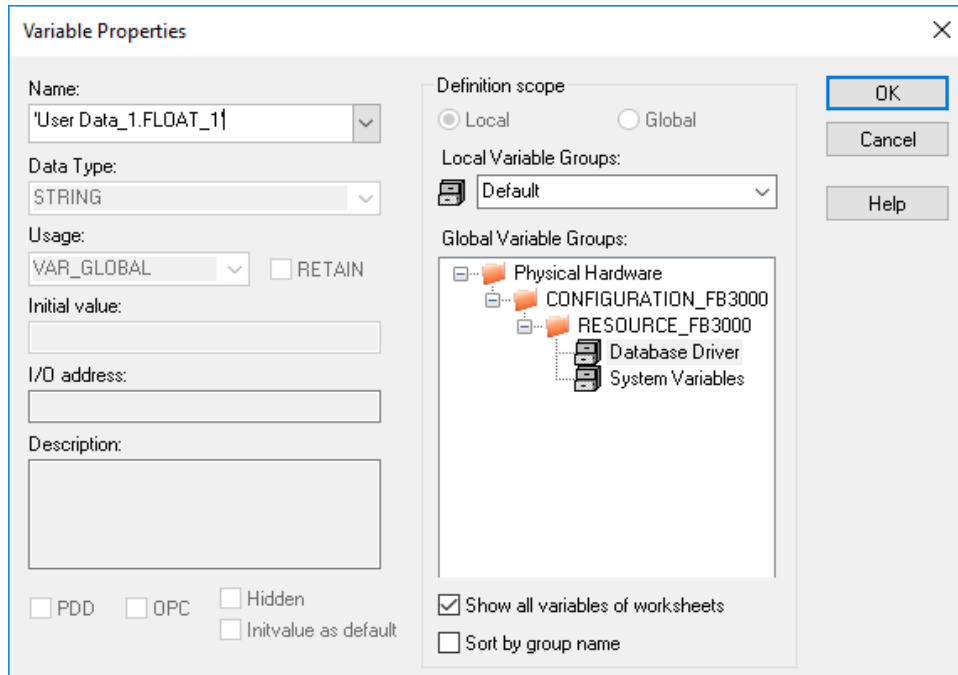 Variable Properties
Name:
'User Data_1.FLOAT_1'
Data Type:
STRING
Usage:
VAR_GLOBAL
RETAIN
Initial value:
I/O address:
Description:
PDD
OPC
Hidden
Initvalue as default
Definition scope
Local
Global
Local Variable Groups:
Default
Global Variable Groups:
Physical Hardware
CONFIGURATION_FB3000
RESOURCE_FB3000
Database Driver
System Variables
Show all variables of worksheets
Sort by group name
OK
Cancel
Help